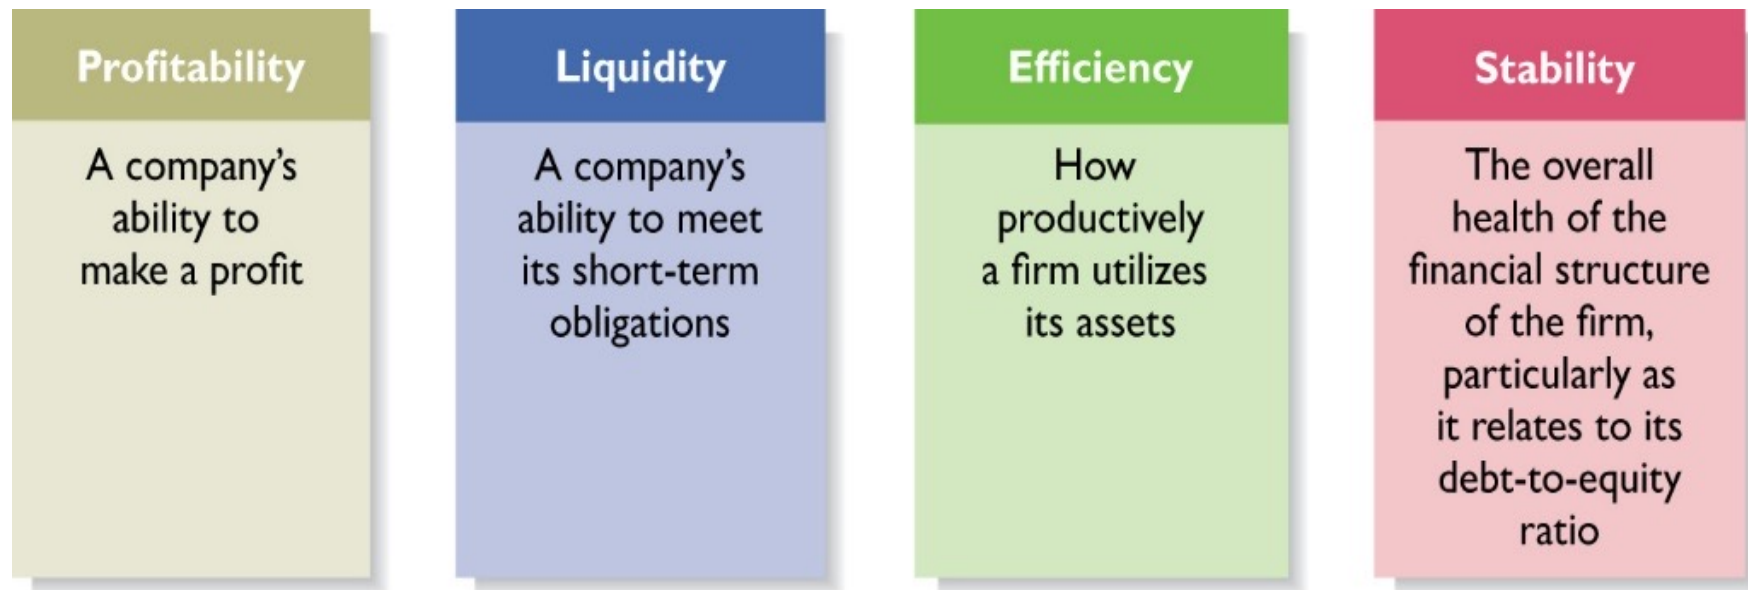 Profitability
A company’s
ability to
make a profit
Liquidity
A company’s
ability to meet
its short-term
obligations
Efficiency
How
productively
a firm utilizes
its assets
Stability
The overall
health of the
financial structure
of the firm,
particularly as
it relates to its
debt-to-equity
ratio